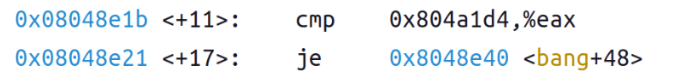 0x08048e1b <+11>: cmp 0x804a1d4,%eax
0x08048e21 <+17>: je 0x8048e40 <bang+48>